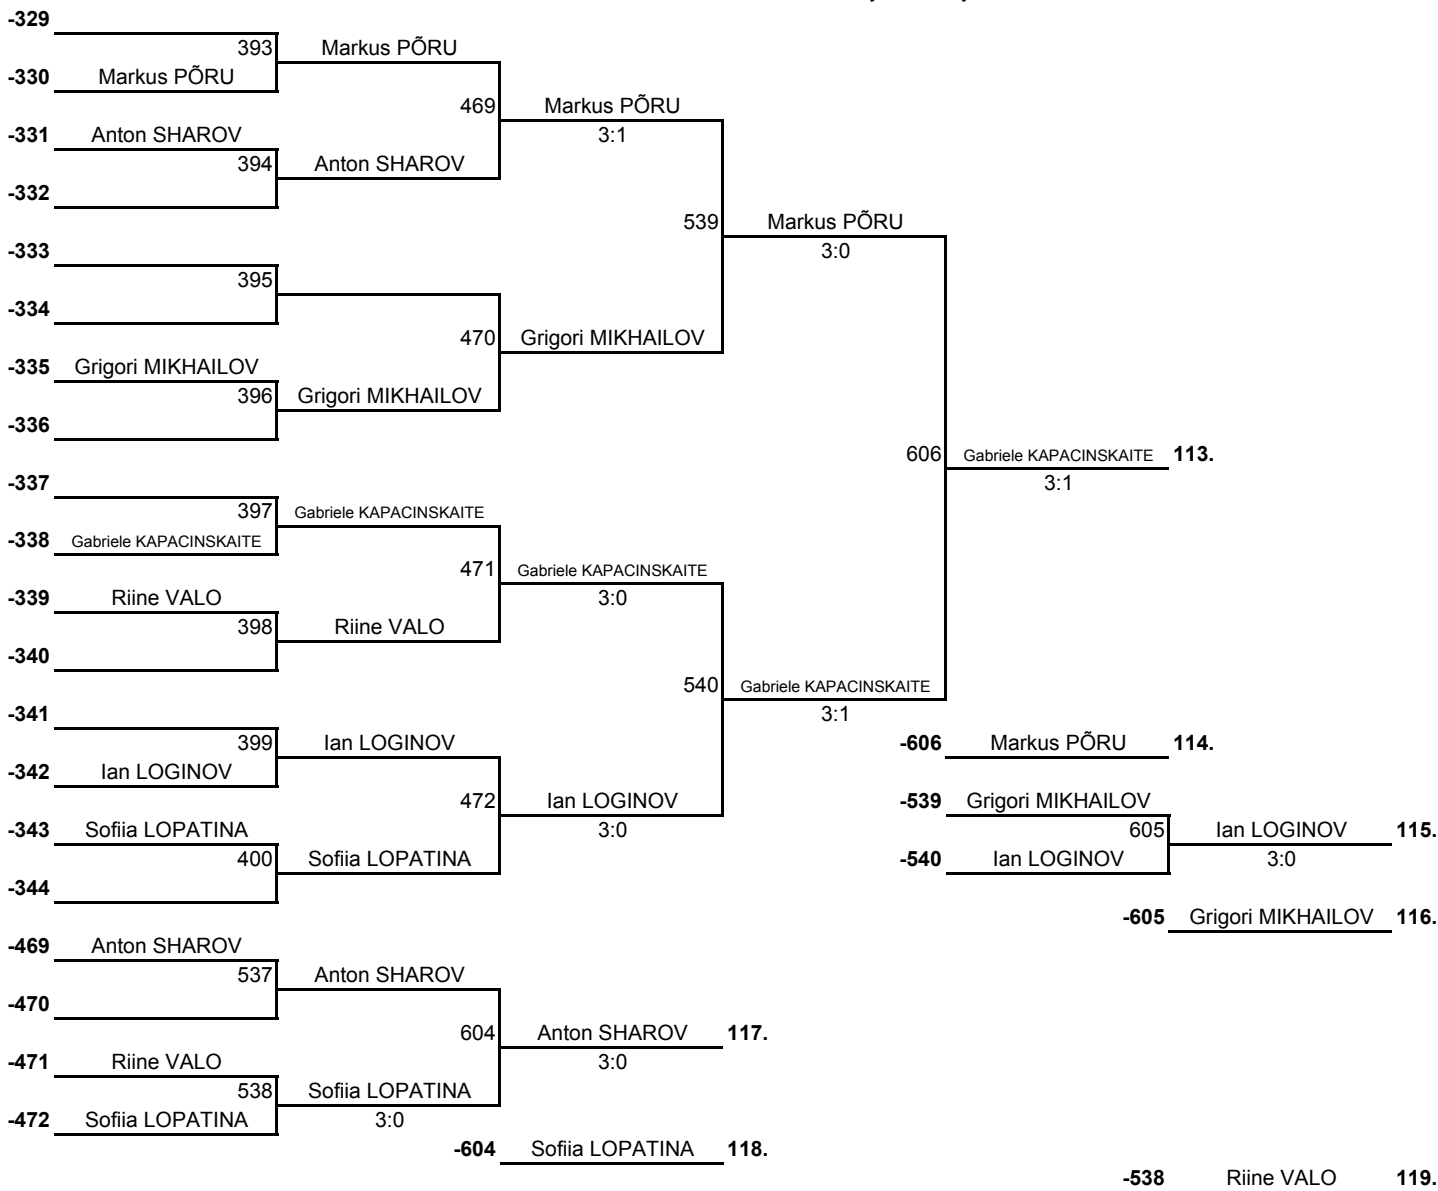 -329
393 Markus PÕRU
-330 Markus PÕRU
469 Markus PÕRU
-331 Anton SHAROV 3:1
394 Anton SHAROV
-332
539 Markus PÕRU
-333 3:0
395
-334
470 Grigori MIKHAILOV
-335 Grigori MIKHAILOV
396 Grigori MIKHAILOV
-336
606 Gabriele KAPACINSKAITE 113.
-337 3:1
397 Gabriele KAPACINSKAITE
-338 Gabriele KAPACINSKAITE
471 Gabriele KAPACINSKAITE
-339 Riine VALO 3:0
398 Riine VALO
-340
540 Gabriele KAPACINSKAITE
-341 3:1
399 Ian LOGINOV -606 Markus PÕRU 114.
-342 Ian LOGINOV
472 Ian LOGINOV -539 Grigori MIKHAILOV
-343 Sofiia LOPATINA 3:0 605 Ian LOGINOV 115.
400 Sofiia LOPATINA -540 Ian LOGINOV 3:0
-344
-605 Grigori MIKHAILOV 116.
-469 Anton SHAROV
537 Anton SHAROV
-470
604 Anton SHAROV 117.
-471 Riine VALO 3:0
538 Sofiia LOPATINA
-472 Sofiia LOPATINA 3:0
-604 Sofiia LOPATINA 118.
-538 Riine VALO 119.